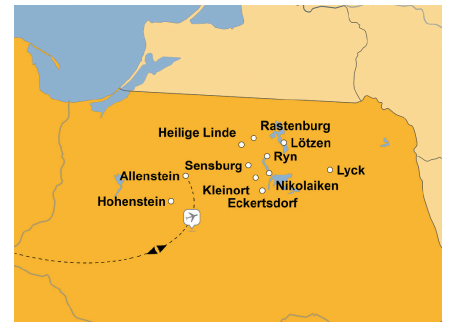 Rastenburg
Heilige Linde
Lötzen
Ryn
Sensburg
Lyck
Allenstein
Nikolaiken
Kleinort
Hohenstein
Eckertsdorf